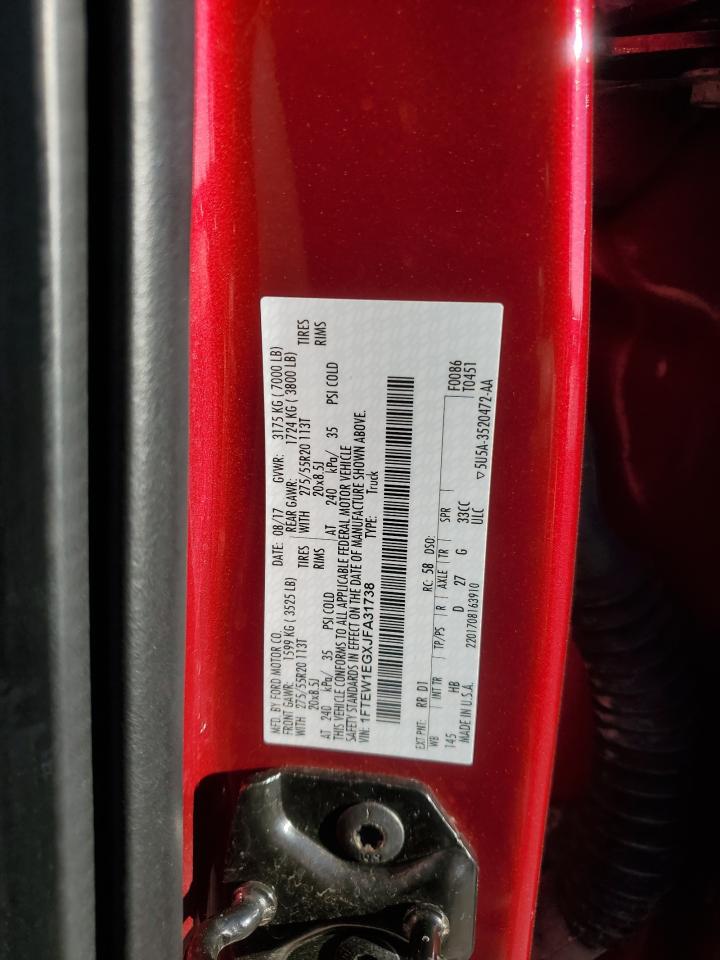 MFD. BY FORD MOTOR CO. DATE: 08/17 GVWR: 3175 KG ( 7000 LB)
FRONT GAWR: 1599 KG ( 3525 LB) REAR GAWR: 1724 KG ( 3800 LB)
WITH 275/55R20 113T TIRES WITH 275/55R20 113T TIRES
20x8.5J RIMS 20x8.5J RIMS
AT 240 kPa/ 35 PSI COLD AT 240 kPa/ 35 PSI COLD
THIS VEHICLE CONFORMS TO ALL APPLICABLE FEDERAL MOTOR VEHICLE
SAFETY STANDARDS IN EFFECT ON THE DATE OF MANUFACTURE SHOWN ABOVE.
VIN: 1FTEW1EGXJFA31738 TYPE: Truck
EXT PNT: RR D1 RC: 5B DSO: F0086
WB INT TR TP/PS R AXLE TR SPR T0451
145 HB D 27 G 33CC
MADE IN U.S.A. 2201708163910 ULC ▽5U5A-3520472-AA